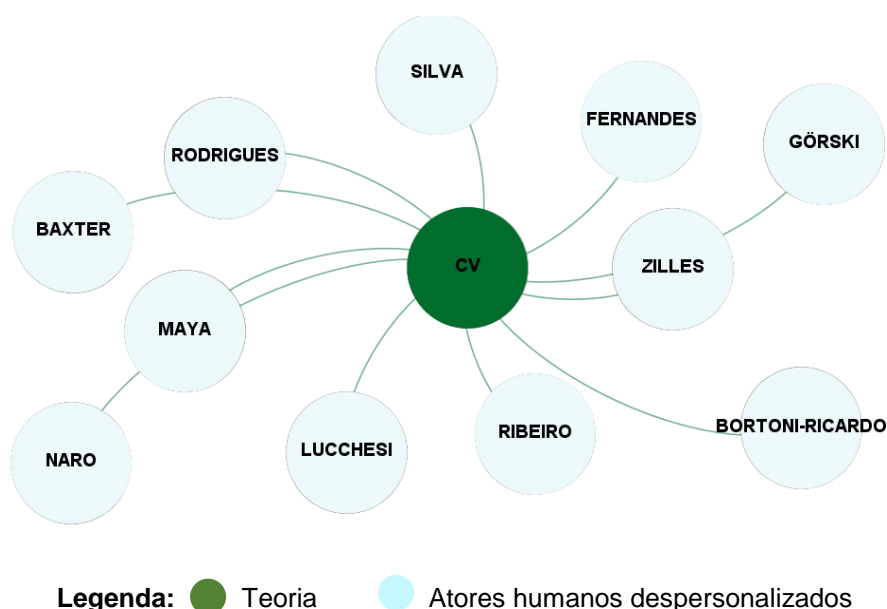 SILVA
FERNANDES
GÖRSKI
RODRIGUES
BAXTER
CV
ZILLES
MAYA
BORTONI-RICARDO
RIBEIRO
LUCCHESI
NARO
Legenda: Teoria Atores humanos despersonalizados